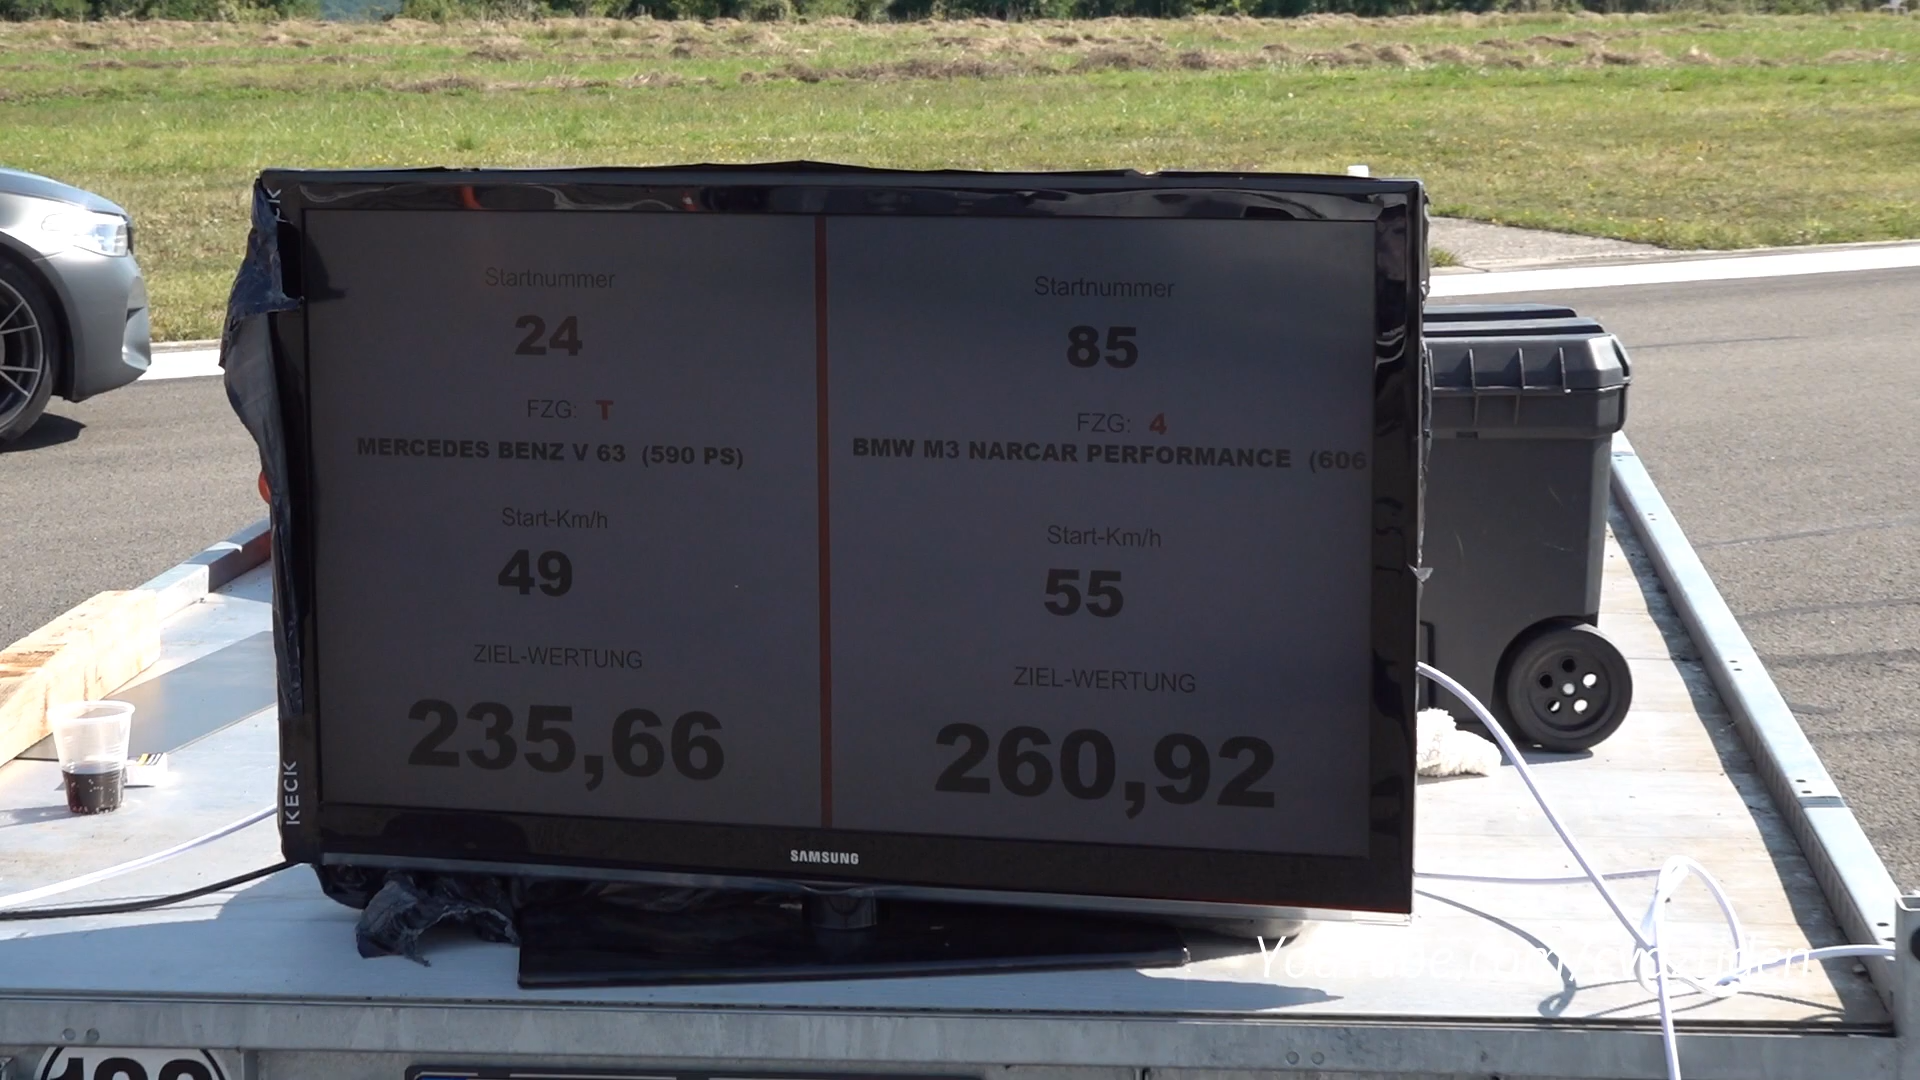 Startnummer
24
FZG: T
MERCEDES BENZ V 63 (590 PS)
Start-Km/h
49
ZIEL-WERTUNG
235,66
Startnummer
85
FZG: 4
BMW M3 NARCAR PERFORMANCE (606
Start-Km/h
55
ZIEL-WERTUNG
260,92
SAMSUNG
KECK